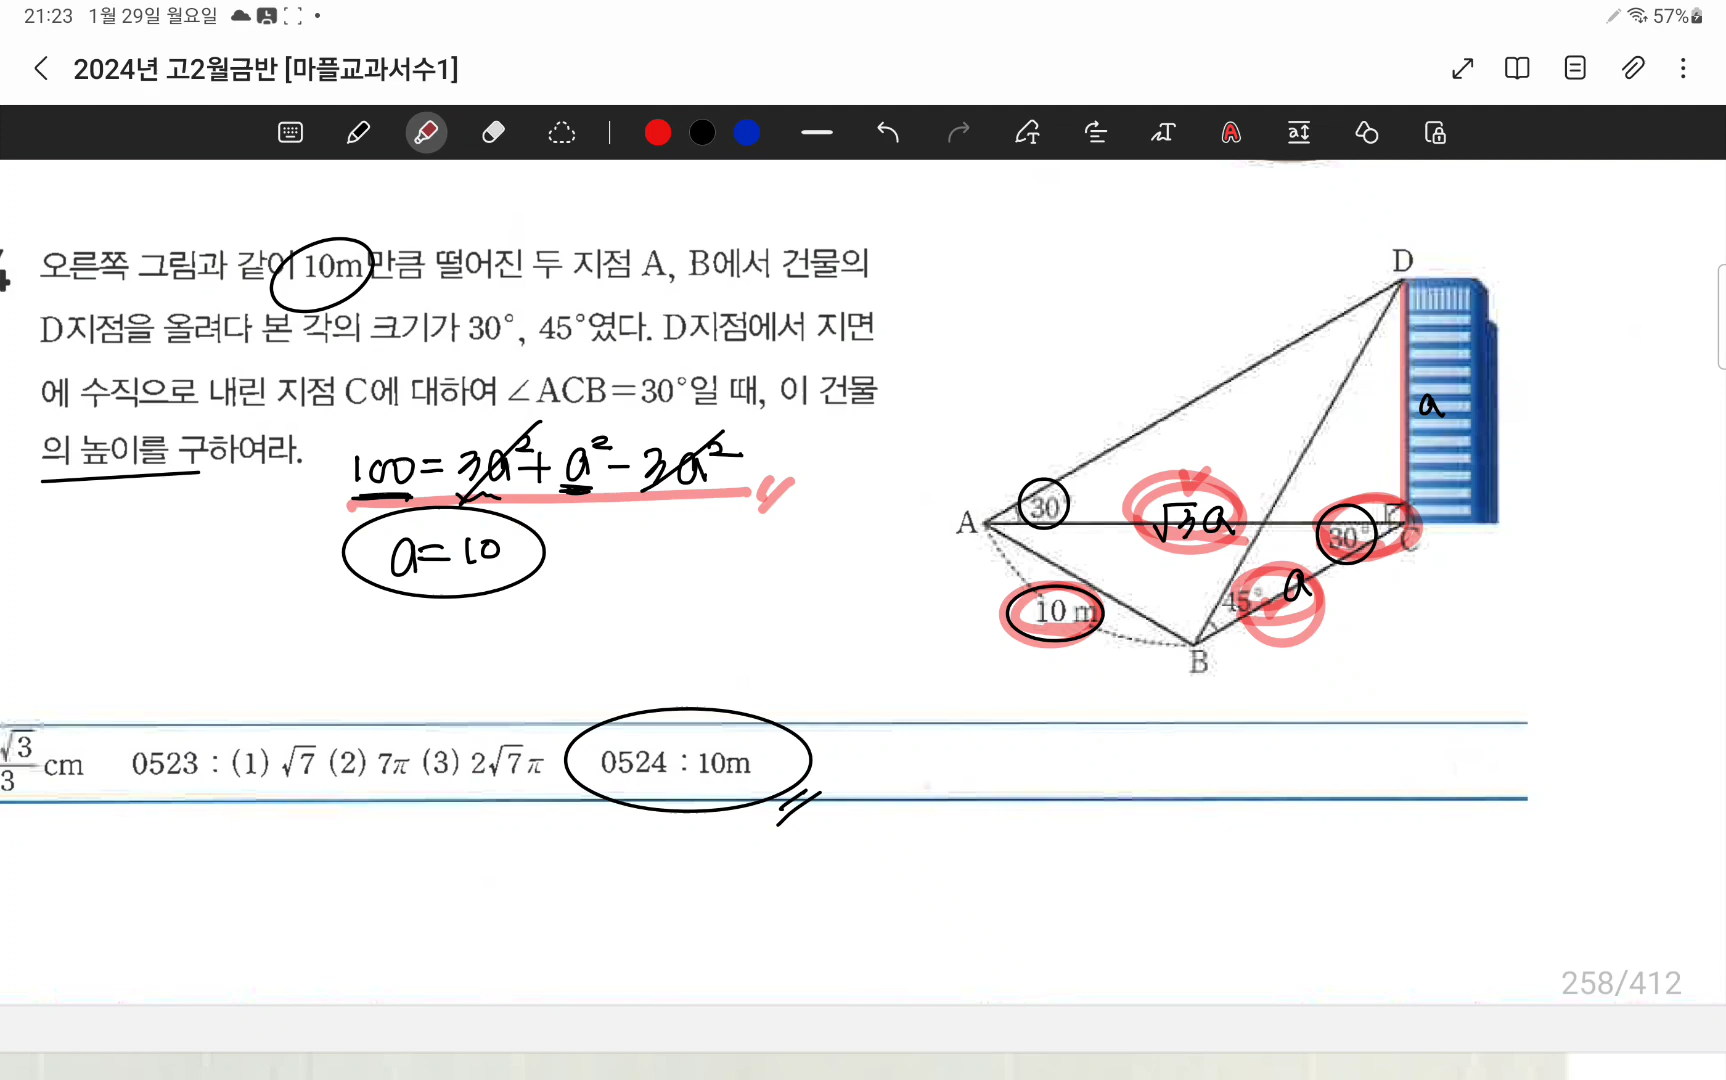 21:23 1월 29일 월요일
57%
2024년 고2월금반 [마플교과서수1]
오른쪽 그림과 같이 10m만큼 떨어진 두 지점 A, B에서 건물의
D지점을 올려다 본 각의 크기가 30°, 45°였다. D지점에서 지면
에 수직으로 내린 지점 C에 대하여 ∠ACB=30°일 때, 이 건물
의 높이를 구하여라.
100 = 3a²+a²-3a²
a=10
D
a
A
30°
√3a
30°
C
10 m
45°
a
B
√3/3 cm 0523 : (1) √7 (2) 7π (3) 2√7π 0524 : 10m
258/412